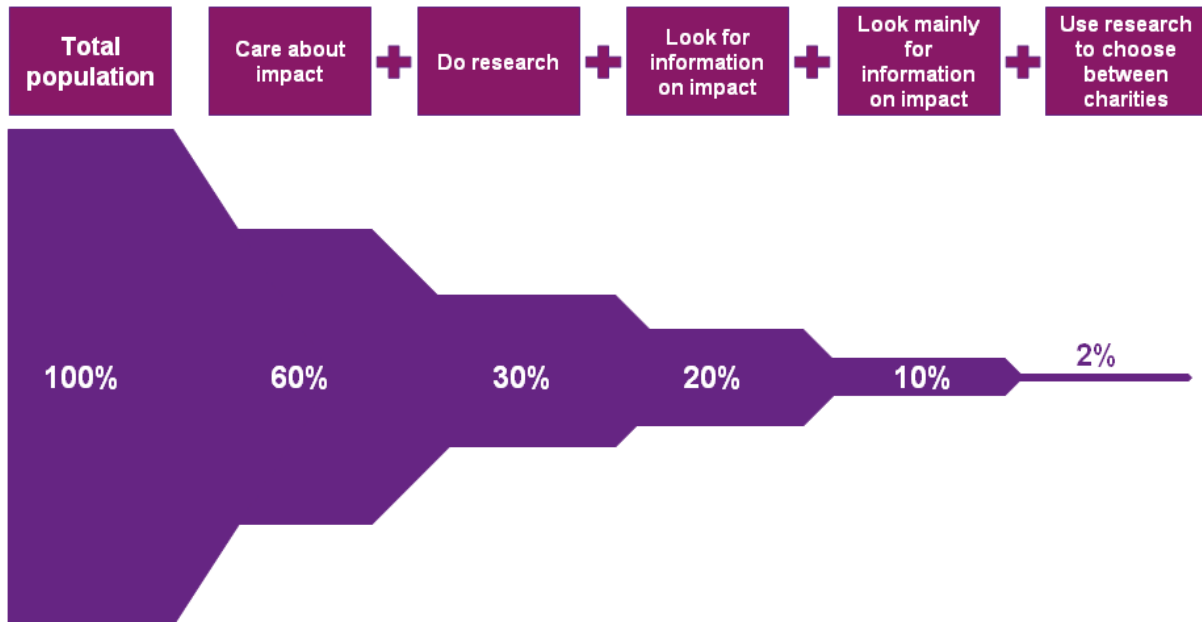 Total
population
Care about
impact
Do research
Look for
information
on impact
Look mainly
for
information
on impact
Use research
to choose
between
charities
100%
60%
30%
20%
10%
2%